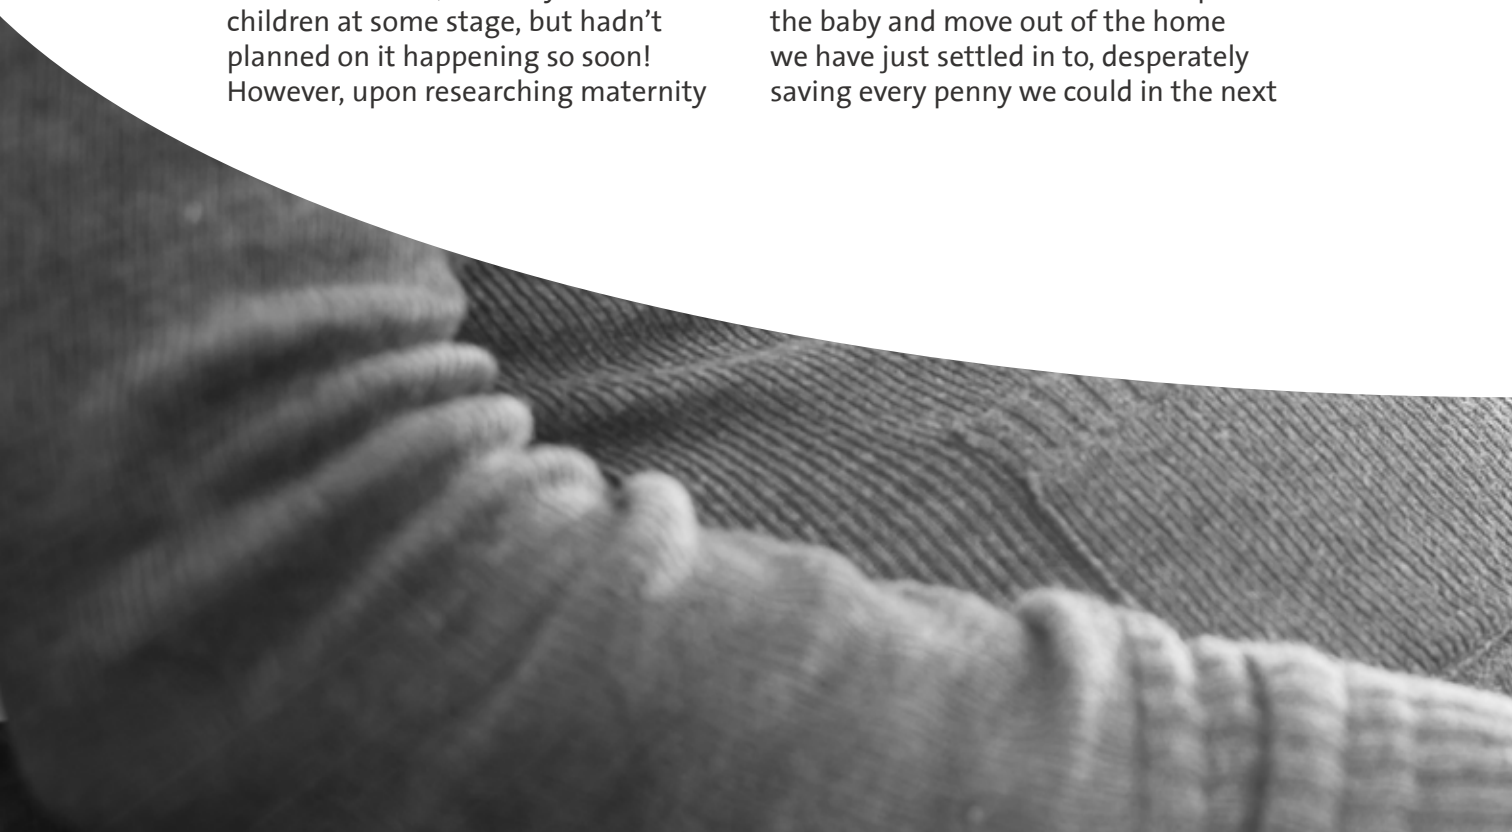 children at some stage, but hadn’t
planned on it happening so soon!
However, upon researching maternity
the baby and move out of the home
we have just settled in to, desperately
saving every penny we could in the next